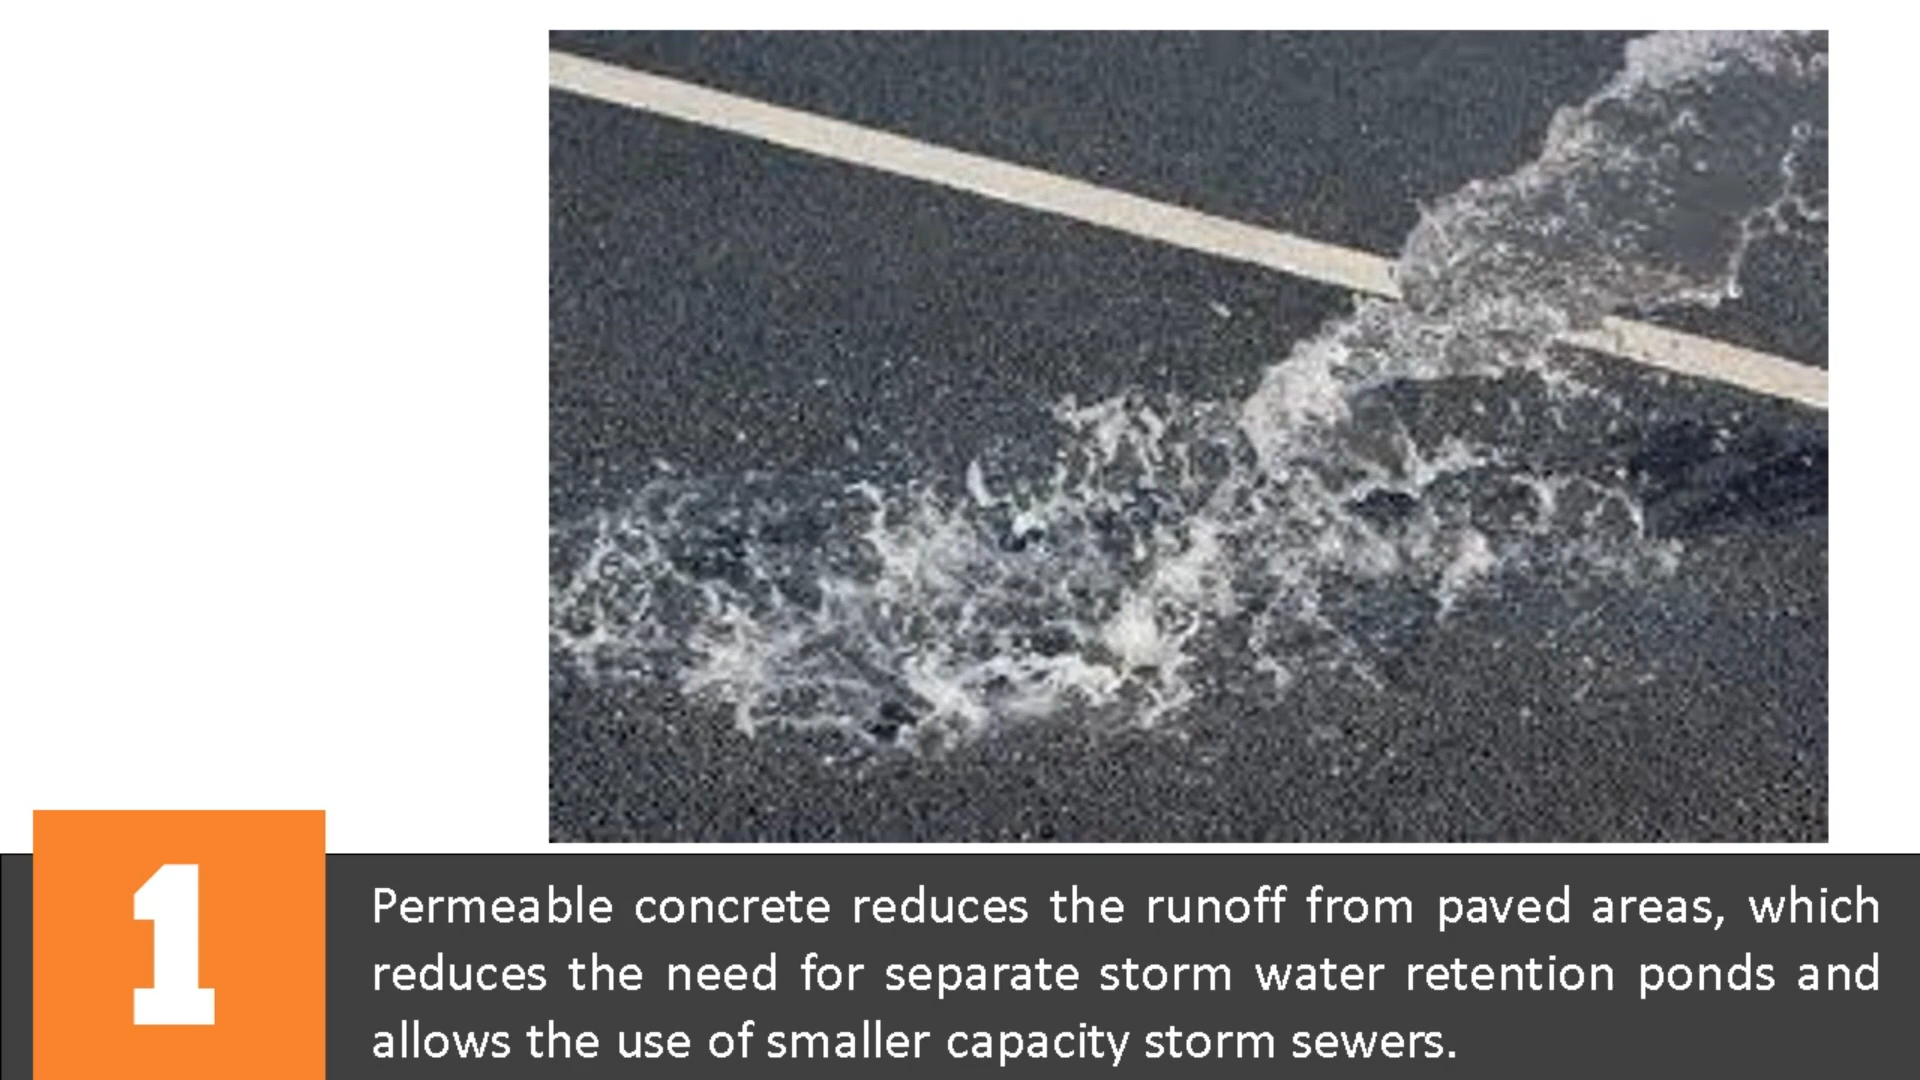 1
Permeable concrete reduces the runoff from paved areas, which
reduces the need for separate storm water retention ponds and
allows the use of smaller capacity storm sewers.